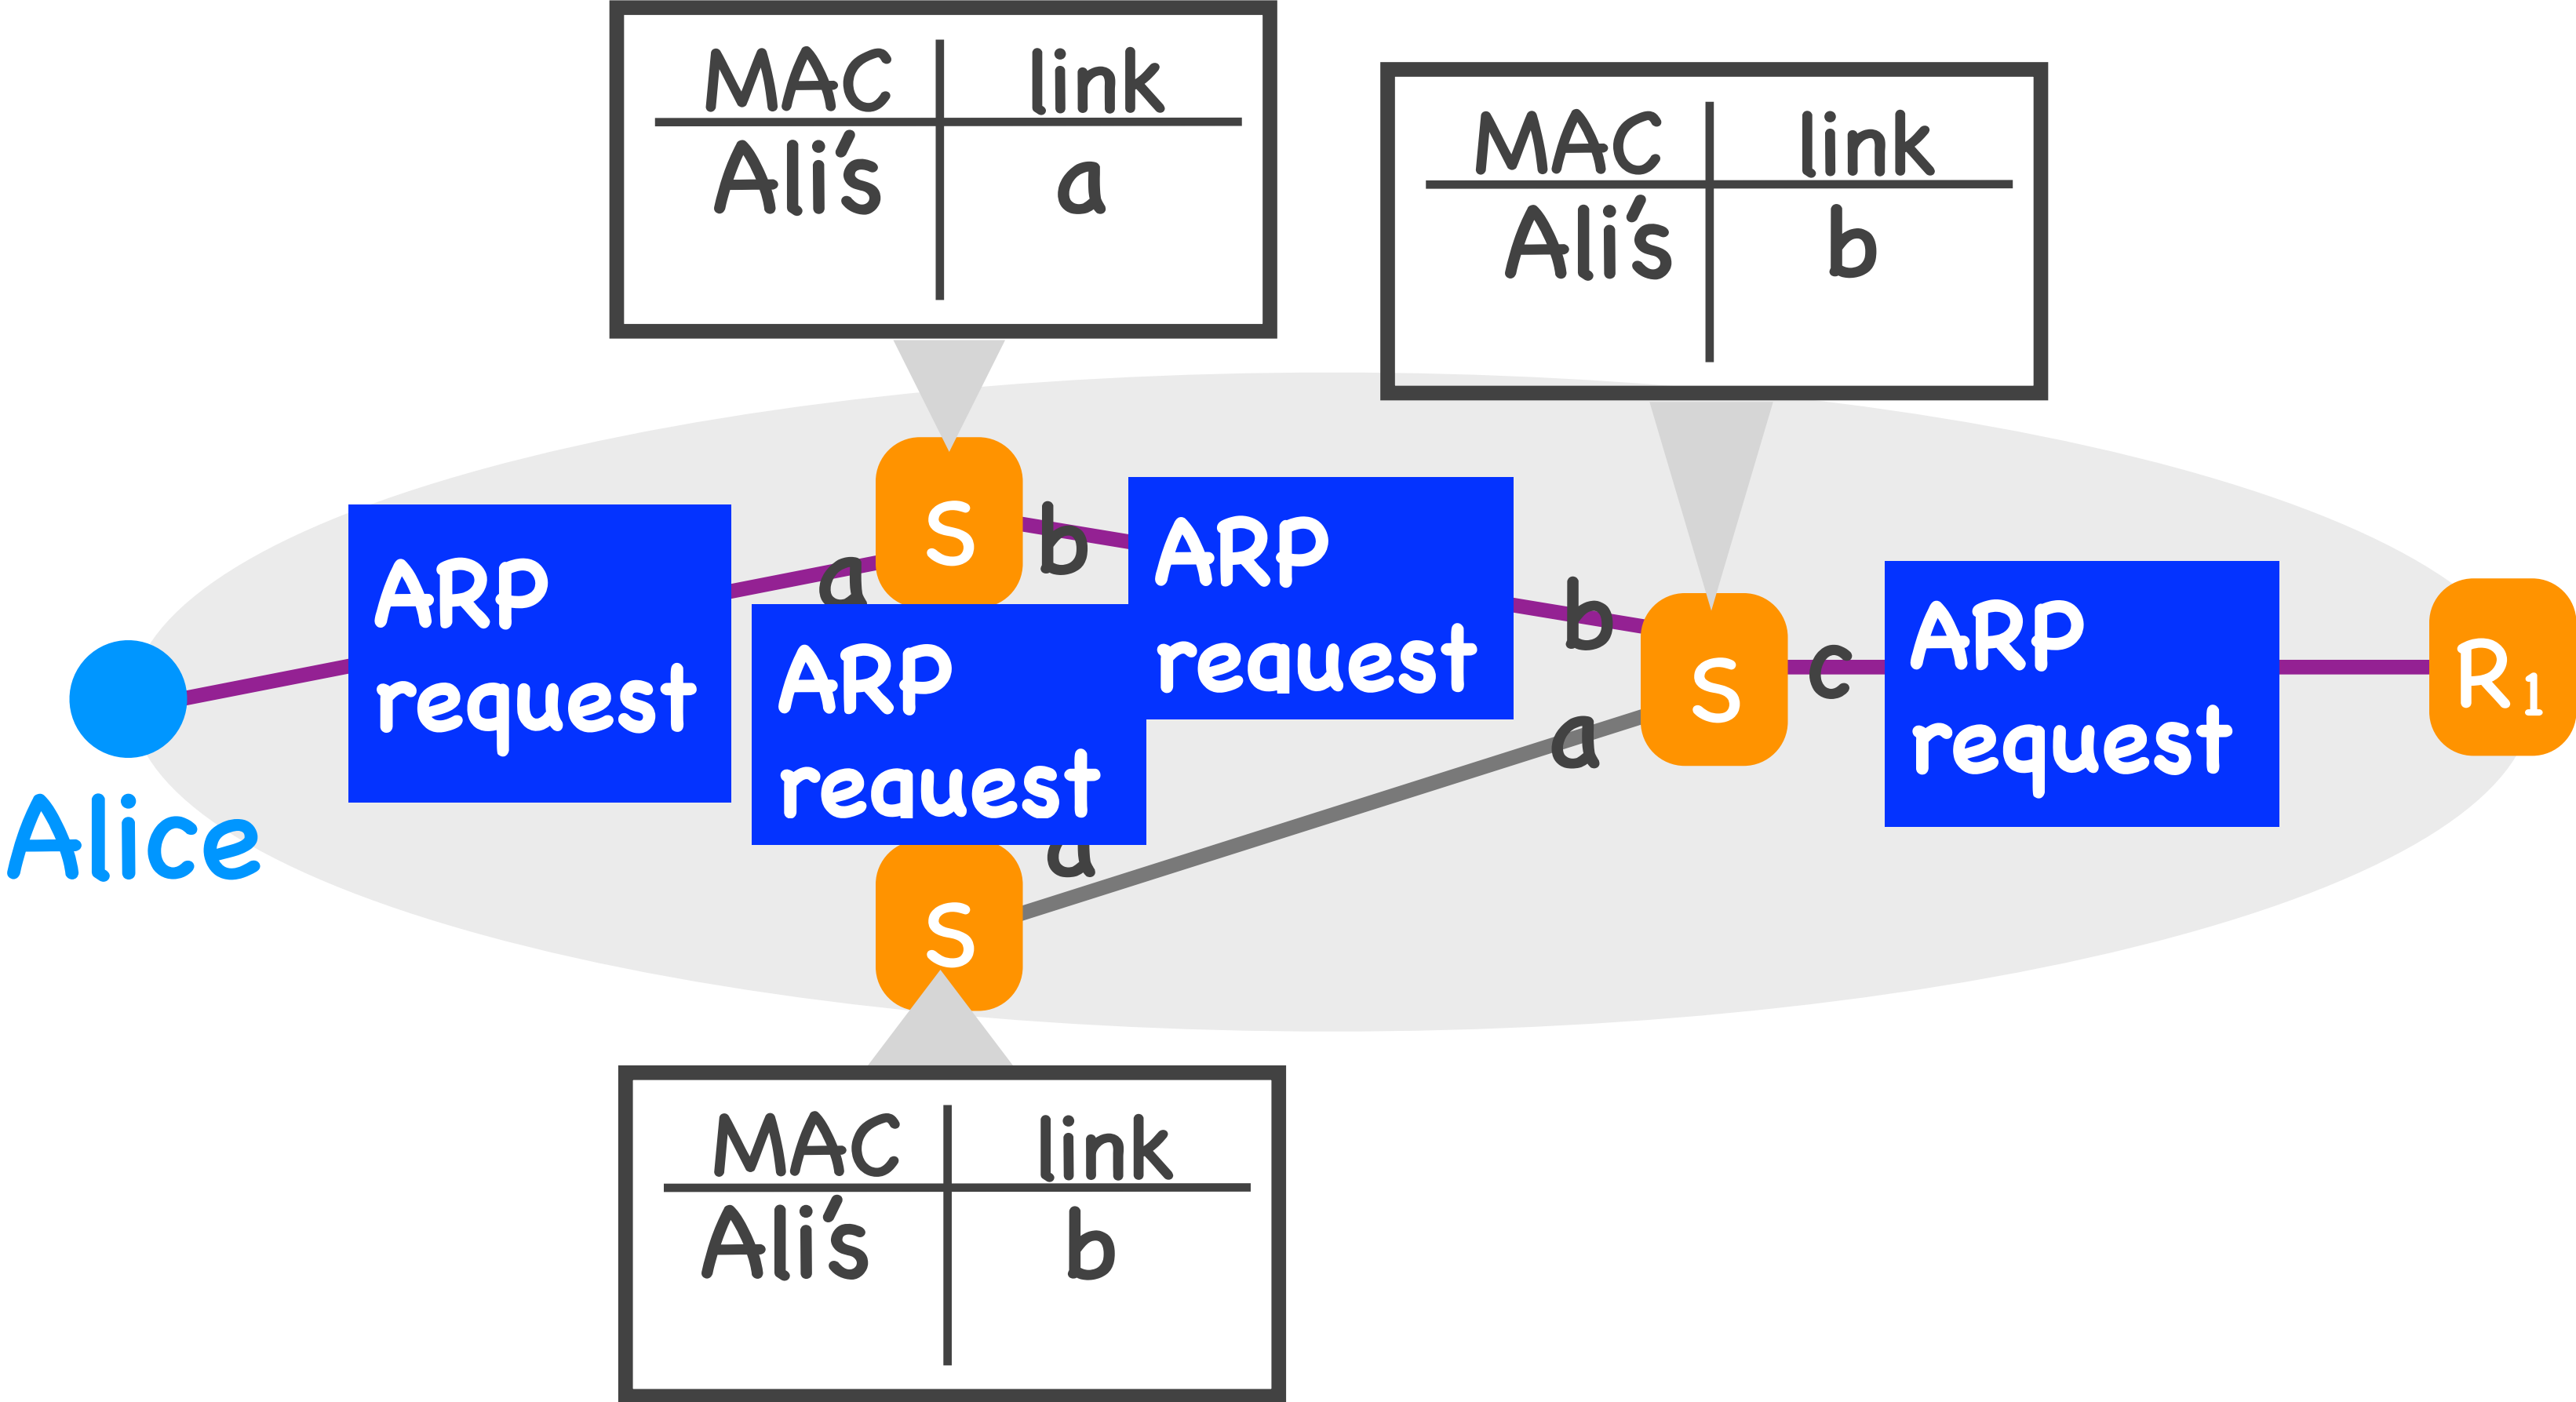 MAC link
Ali's a
MAC link
Ali's b
S
b
a
ARP
request
ARP
request
ARP
request
b
S
c
a
ARP
request
R1
Alice
a
S
MAC link
Ali's b